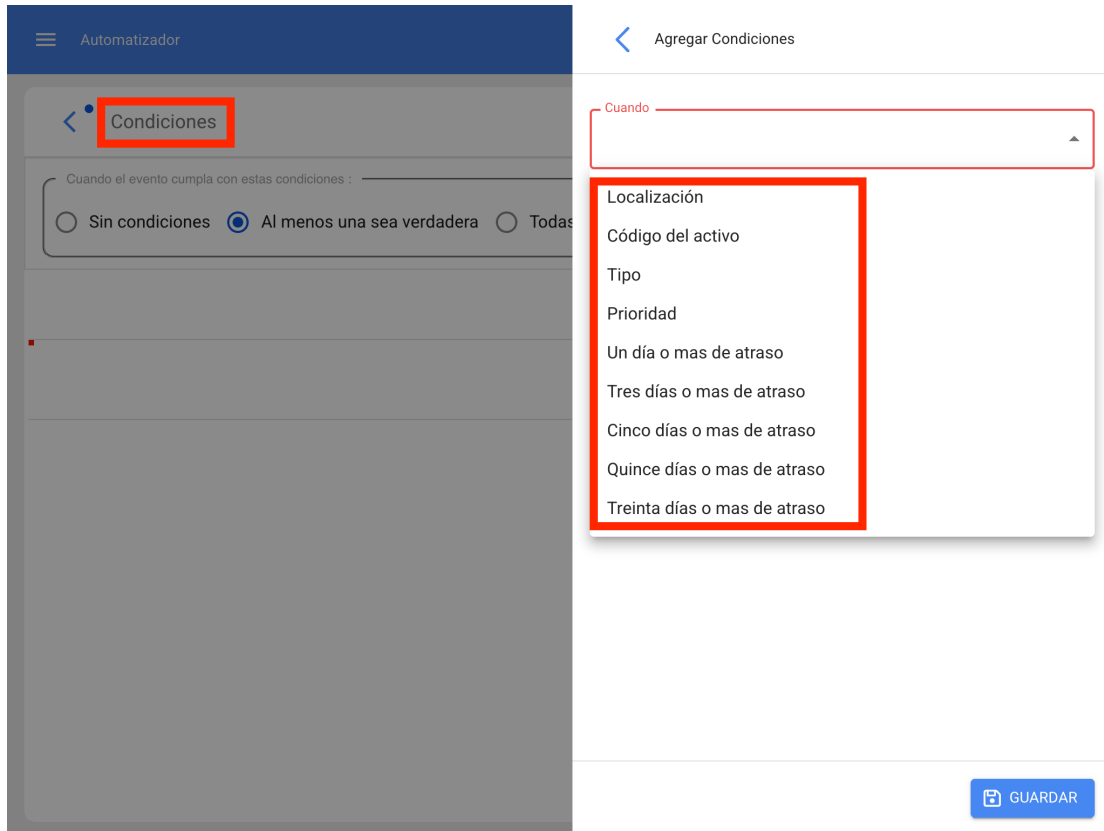 Automatizador
Condiciones
Cuando el evento cumpla con estas condiciones :
Sin condiciones
Al menos una sea verdadera
Todas
Agregar Condiciones
Cuando
Localización
Código del activo
Tipo
Prioridad
Un día o mas de atraso
Tres días o mas de atraso
Cinco días o mas de atraso
Quince días o mas de atraso
Treinta días o mas de atraso
GUARDAR